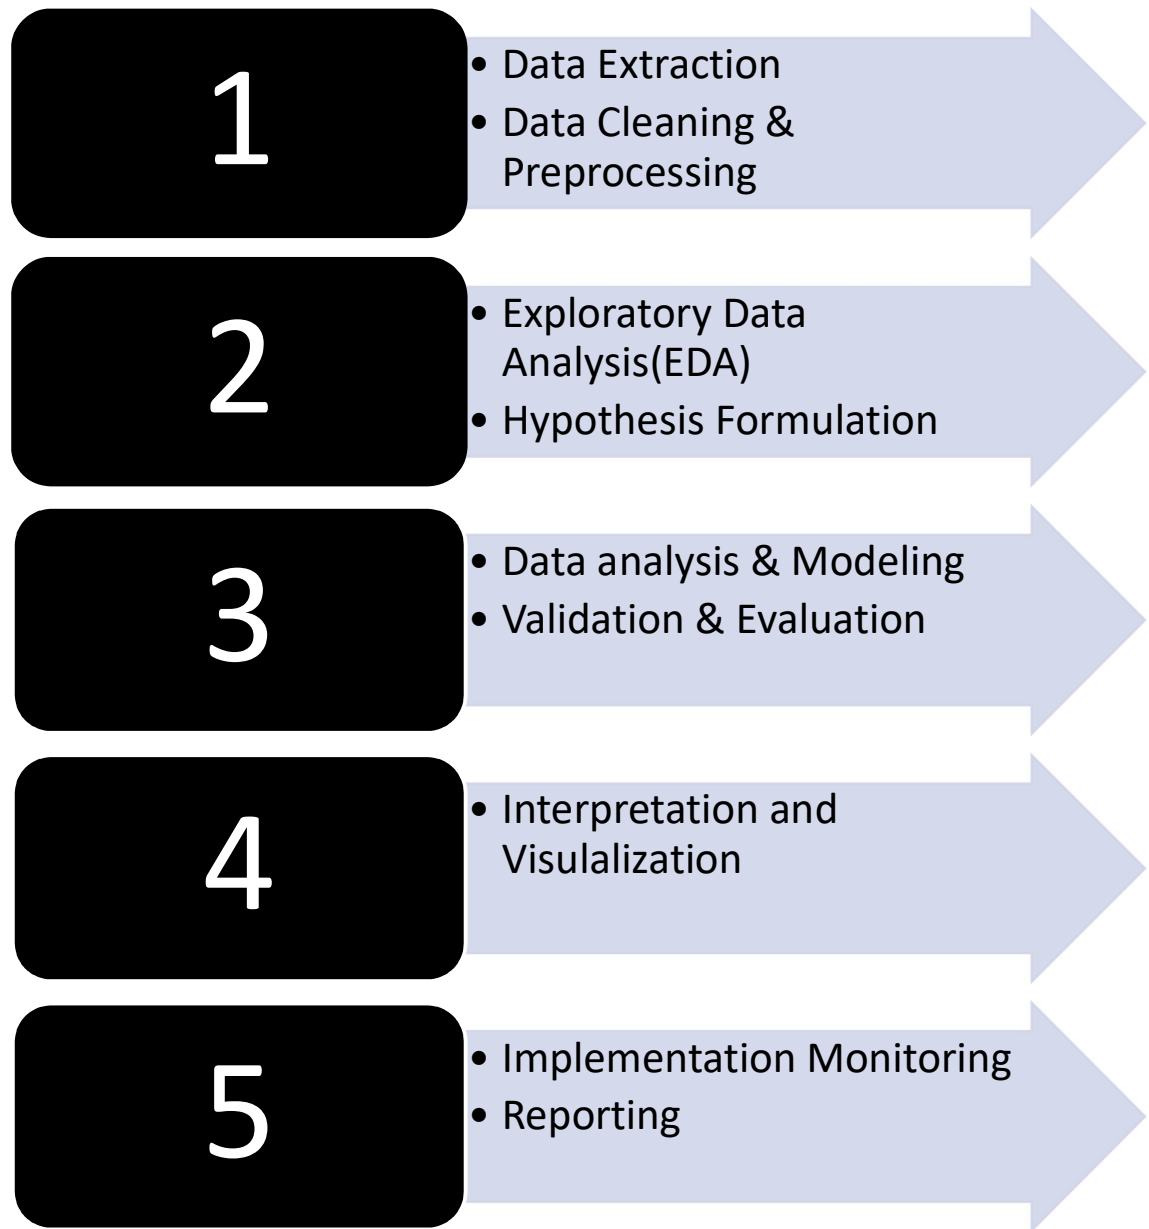 1
• Data Extraction
• Data Cleaning &
Preprocessing
2
• Exploratory Data
Analysis(EDA)
• Hypothesis Formulation
3
• Data analysis & Modeling
• Validation & Evaluation
4
• Interpretation and
Visulalization
5
• Implementation Monitoring
• Reporting